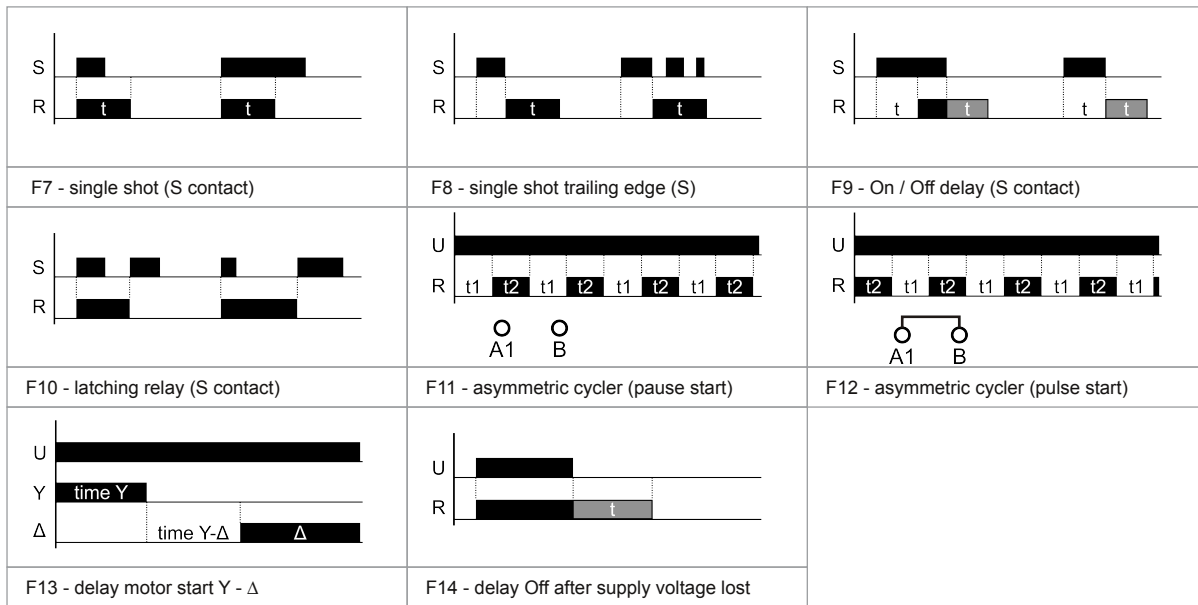 S
R t t
F7 - single shot (S contact)
S
R t t
F8 - single shot trailing edge (S)
S
t t
R t t
F9 - On / Off delay (S contact)
S
R
F10 - latching relay (S contact)
U
R t1 t2 t1 t2 t1 t2 t1 t2
A1 B
F11 - asymmetric cycler (pause start)
U
R t2 t1 t2 t1 t2 t1 t2 t1
A1 B
F12 - asymmetric cycler (pulse start)
U
Y time Y
Δ time Y-Δ Δ
F13 - delay motor start Y - Δ
U
R t
F14 - delay Off after supply voltage lost